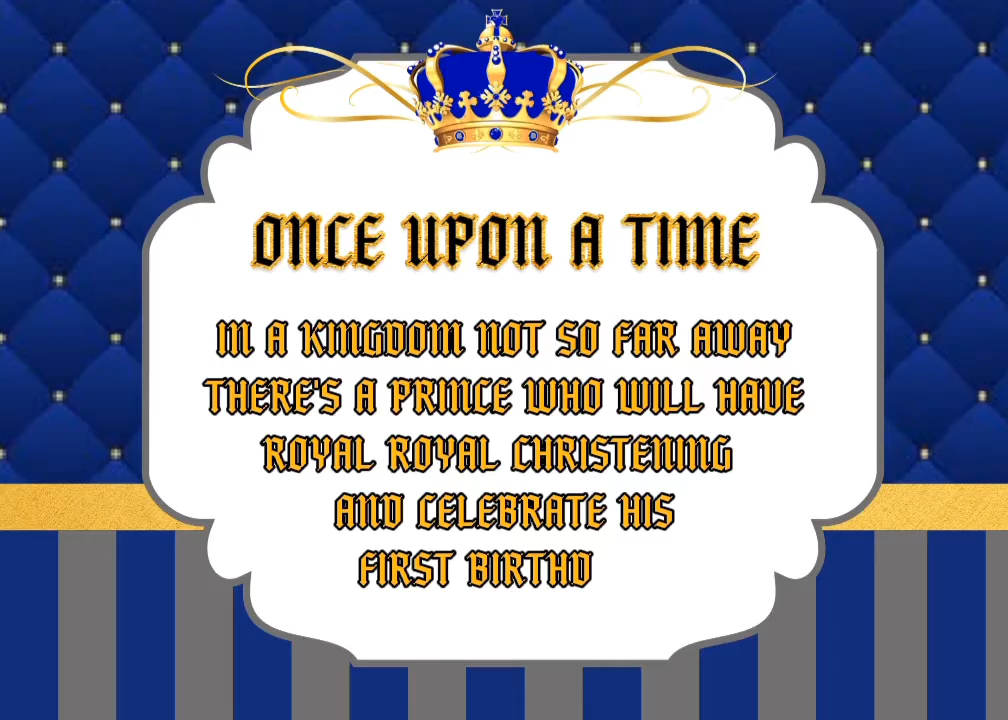 ONCE UPON A TIME
IN A KINGDOM NOT SO FAR AWAY
THERE'S A PRINCE WHO WILL HAVE
ROYAL ROYAL CHRISTENING
AND CELEBRATE HIS
FIRST BIRTHD